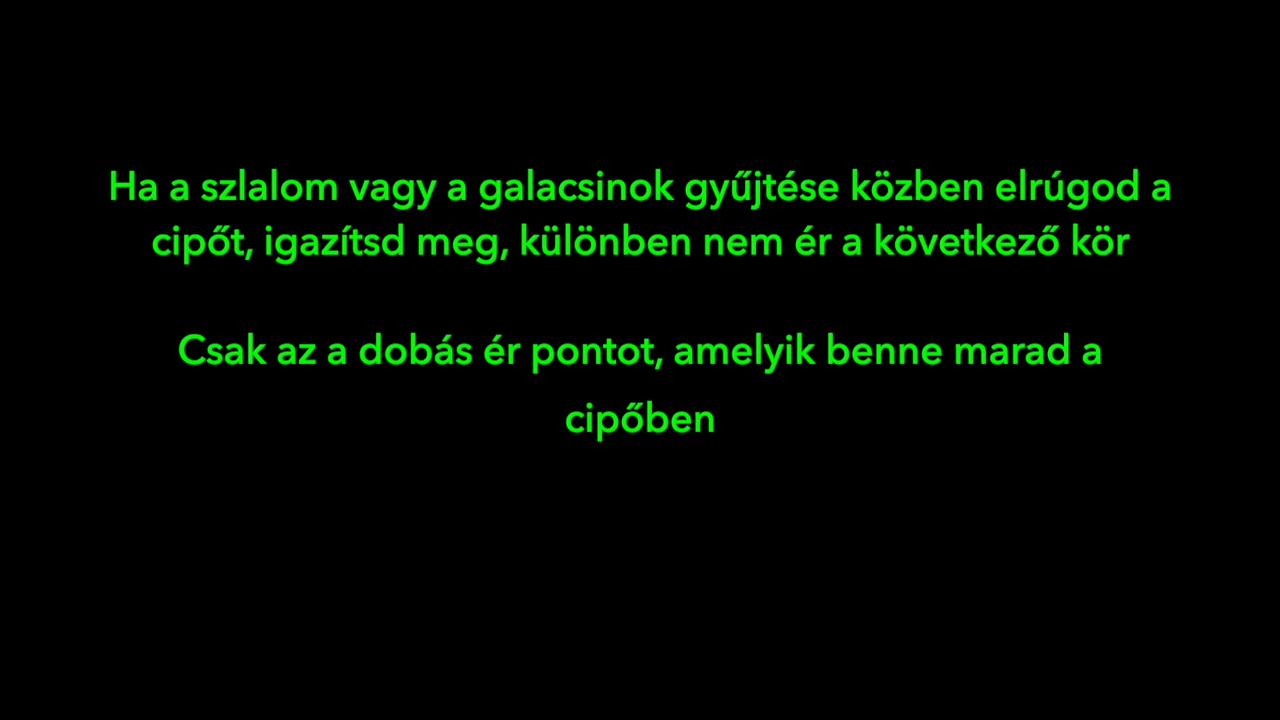 Ha a szlalom vagy a galacsinok gyűjtése közben elrúgod a
cipőt, igazítsd meg, különben nem ér a következő kör
Csak az a dobás ér pontot, amelyik benne marad a
cipőben